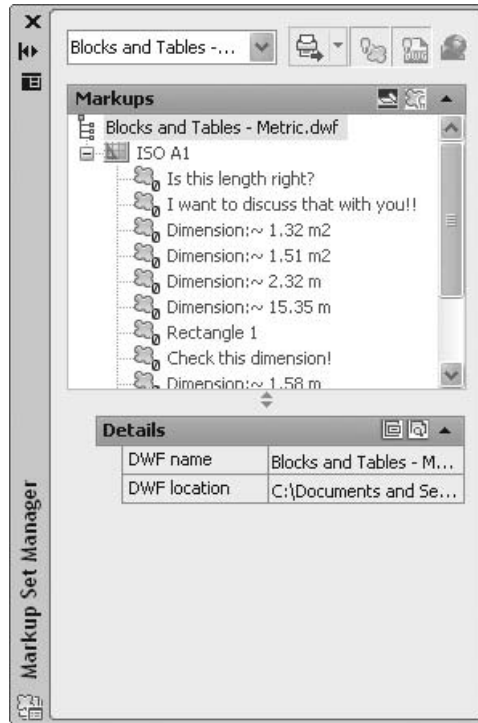 Blocks and Tables -...
Markups
Blocks and Tables - Metric.dwf
ISO A1
Is this length right?
I want to discuss that with you!!
Dimension:~ 1.32 m2
Dimension:~ 1.51 m2
Dimension:~ 2.32 m
Dimension:~ 15.35 m
Rectangle 1
Check this dimension!
Dimension:~ 1.58 m
Details
DWF name Blocks and Tables - M...
DWF location C:\Documents and Se...
Markup Set Manager